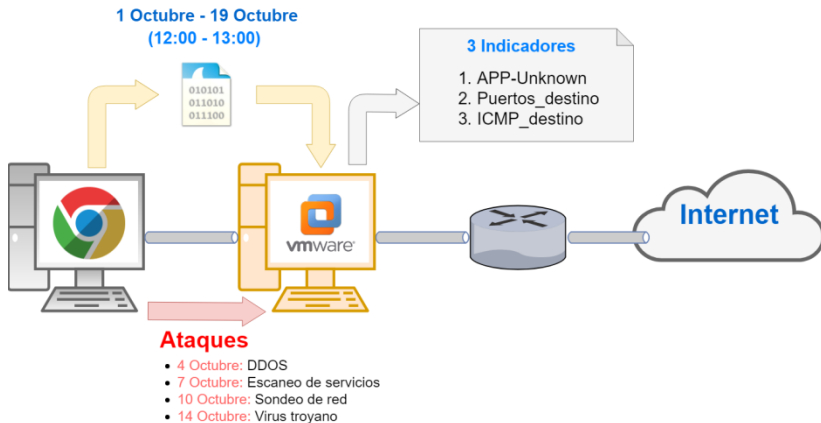 1 Octubre - 19 Octubre
(12:00 - 13:00)
010101
011010
011100
3 Indicadores
1. APP-Unknown
2. Puertos_destino
3. ICMP_destino
vmware®
Internet
Ataques
• 4 Octubre: DDOS
• 7 Octubre: Escaneo de servicios
• 10 Octubre: Sondeo de red
• 14 Octubre: Virus troyano